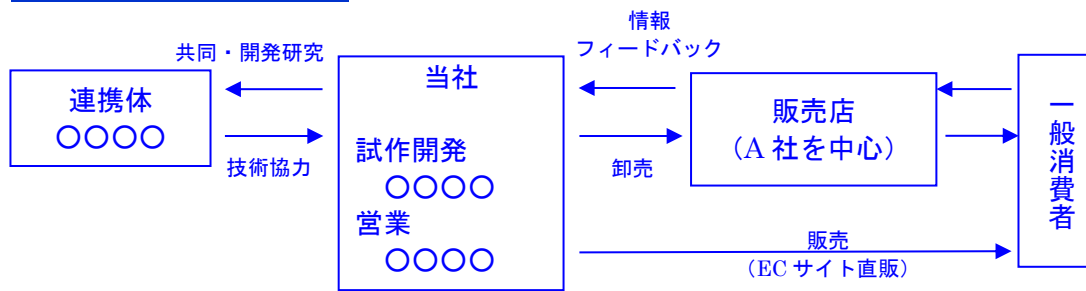 共同・開発研究
連携体
○○○○
技術協力
当社
試作開発
○○○○
営業
○○○○
情報
フィードバック
卸売
販売店
（A 社を中心）
販売
（EC サイト直販）
一般消費者